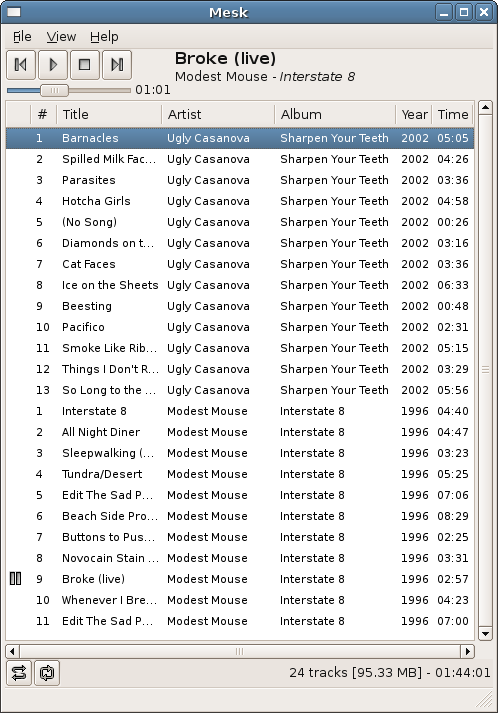 Mesk
File View Help
Broke (live)
Modest Mouse - Interstate 8
01:01
# Title Artist Album Year Time
1 Barnacles Ugly Casanova Sharpen Your Teeth 2002 05:05
2 Spilled Milk Fac... Ugly Casanova Sharpen Your Teeth 2002 04:26
3 Parasites Ugly Casanova Sharpen Your Teeth 2002 03:36
4 Hotcha Girls Ugly Casanova Sharpen Your Teeth 2002 04:58
5 (No Song) Ugly Casanova Sharpen Your Teeth 2002 00:26
6 Diamonds on t... Ugly Casanova Sharpen Your Teeth 2002 03:16
7 Cat Faces Ugly Casanova Sharpen Your Teeth 2002 03:36
8 Ice on the Sheets Ugly Casanova Sharpen Your Teeth 2002 06:33
9 Beesting Ugly Casanova Sharpen Your Teeth 2002 00:48
10 Pacifico Ugly Casanova Sharpen Your Teeth 2002 02:31
11 Smoke Like Rib... Ugly Casanova Sharpen Your Teeth 2002 05:15
12 Things I Don't R... Ugly Casanova Sharpen Your Teeth 2002 03:29
13 So Long to the ... Ugly Casanova Sharpen Your Teeth 2002 05:56
1 Interstate 8 Modest Mouse Interstate 8 1996 04:40
2 All Night Diner Modest Mouse Interstate 8 1996 04:47
3 Sleepwalking (... Modest Mouse Interstate 8 1996 03:23
4 Tundra/Desert Modest Mouse Interstate 8 1996 05:25
5 Edit The Sad P... Modest Mouse Interstate 8 1996 07:06
6 Beach Side Pro... Modest Mouse Interstate 8 1996 08:29
7 Buttons to Pus... Modest Mouse Interstate 8 1996 02:25
8 Novocain Stain ... Modest Mouse Interstate 8 1996 03:31
9 Broke (live) Modest Mouse Interstate 8 1996 02:57
10 Whenever I Bre... Modest Mouse Interstate 8 1996 04:23
11 Edit The Sad P... Modest Mouse Interstate 8 1996 07:00
24 tracks [95.33 MB] - 01:44:01